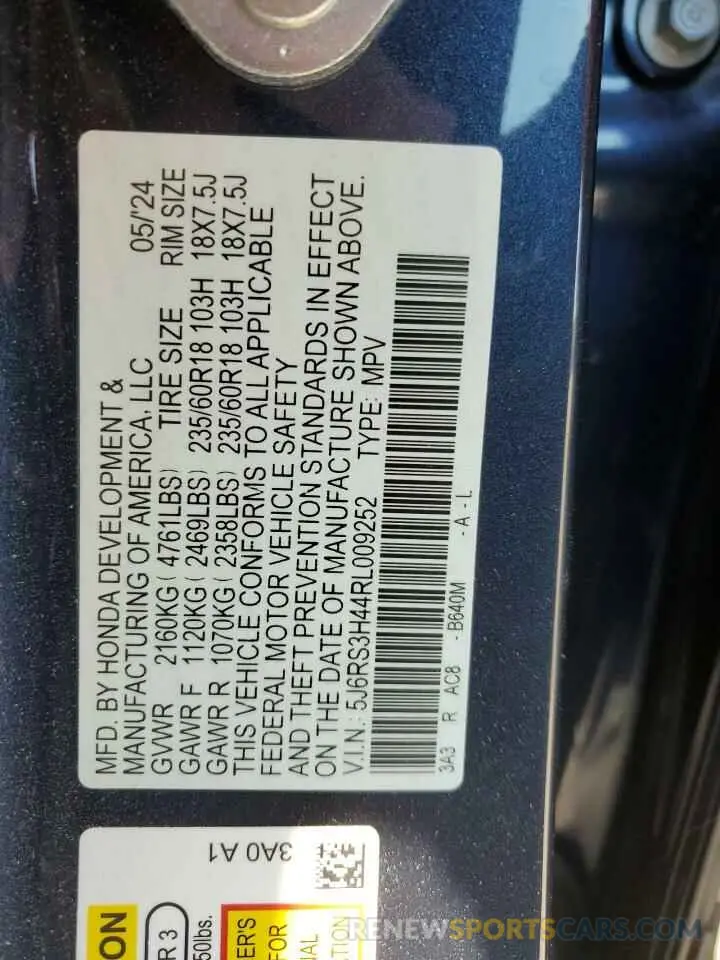 MFD. BY HONDA DEVELOPMENT &
MANUFACTURING OF AMERICA, LLC 05/'24
GVWR 2160KG ( 4761LBS) TIRE SIZE RIM SIZE
GAWR F 1120KG ( 2469LBS) 235/60R18 103H 18X7.5J
GAWR R 1070KG ( 2358LBS) 235/60R18 103H 18X7.5J
THIS VEHICLE CONFORMS TO ALL APPLICABLE
FEDERAL MOTOR VEHICLE SAFETY
AND THEFT PREVENTION STANDARDS IN EFFECT
ON THE DATE OF MANUFACTURE SHOWN ABOVE.
V.I.N.: 5J6RS3H44RL009252 TYPE: MPV
3A3 R AC8 -B640M -A-L
3A0 A1
ON
R 3
50lbs.
ER'S
FOR
NAL
TION
RENEWSPORTSCARS.COM